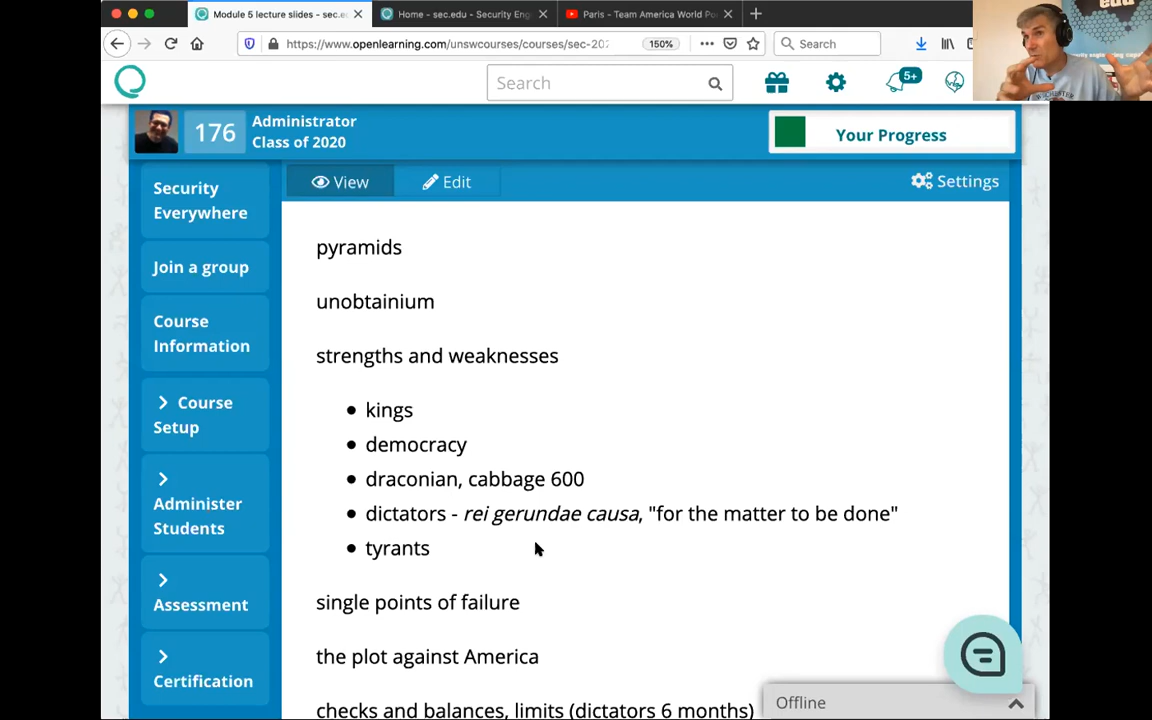 Module 5 lecture slides - sec.e
Home - sec.edu - Security Eng
Paris - Team America World Po
https://www.openlearning.com/unswcourses/courses/sec-20
150%
Search
edu
Search
5+
176
Administrator
Class of 2020
Your Progress
View
Edit
Settings
Security
Everywhere
Join a group
Course
Information
Course
Setup
Administer
Students
Assessment
Certification
pyramids
unobtainium
strengths and weaknesses
kings
democracy
draconian, cabbage 600
dictators - rei gerundae causa, "for the matter to be done"
tyrants
single points of failure
the plot against America
checks and balances, limits (dictators 6 months)
Offline